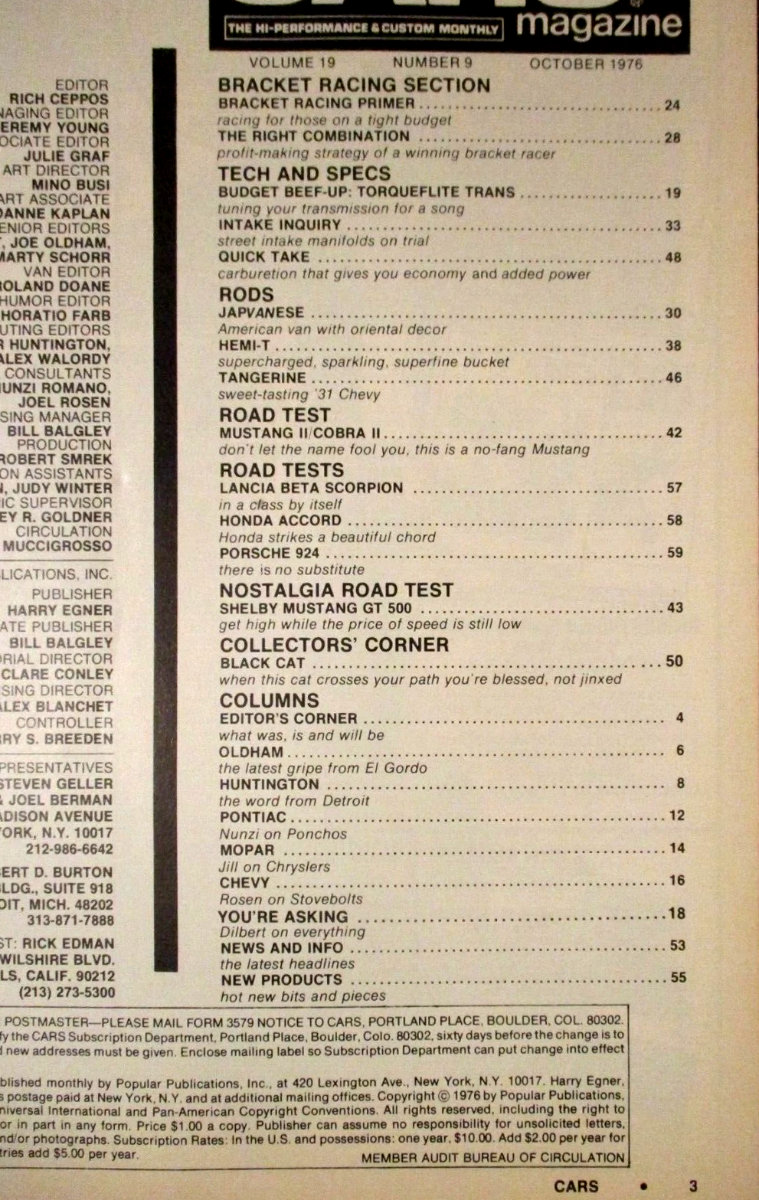 CARS
THE HI-PERFORMANCE & CUSTOM MONTHLY
magazine
VOLUME 19 NUMBER 9 OCTOBER 1976
EDITOR
RICH CEPPOS
NAGING EDITOR
EREMY YOUNG
OCIATE EDITOR
JULIE GRAF
ART DIRECTOR
MINO BUSI
ART ASSOCIATE
OANNE KAPLAN
ENIOR EDITORS
, JOE OLDHAM,
MARTY SCHORR
VAN EDITOR
ROLAND DOANE
HUMOR EDITOR
HORATIO FARB
UTING EDITORS
R HUNTINGTON,
ALEX WALORDY
CONSULTANTS
UNZI ROMANO,
JOEL ROSEN
SING MANAGER
BILL BALGLEY
PRODUCTION
ROBERT SMREK
ON ASSISTANTS
N, JUDY WINTER
IC SUPERVISOR
EY R. GOLDNER
CIRCULATION
MUCCIGROSSO
LICATIONS, INC.
PUBLISHER
HARRY EGNER
ATE PUBLISHER
BILL BALGLEY
ORIAL DIRECTOR
CLARE CONLEY
SING DIRECTOR
ALEX BLANCHET
CONTROLLER
RRY S. BREEDEN
PRESENTATIVES
STEVEN GELLER
& JOEL BERMAN
ADISON AVENUE
ORK, N.Y. 10017
212-986-6642
ERT D. BURTON
BLDG., SUITE 918
OIT, MICH. 48202
313-871-7888
ST: RICK EDMAN
WILSHIRE BLVD.
LS, CALIF. 90212
(213) 273-5300
BRACKET RACING SECTION
BRACKET RACING PRIMER ........................ 24
racing for those on a tight budget
THE RIGHT COMBINATION ........................ 28
profit-making strategy of a winning bracket racer
TECH AND SPECS
BUDGET BEEF-UP: TORQUEFLITE TRANS .............. 19
tuning your transmission for a song
INTAKE INQUIRY ................................ 33
street intake manifolds on trial
QUICK TAKE .................................... 48
carburetion that gives you economy and added power
RODS
JAPVANESE .................................... 30
American van with oriental decor
HEMI-T ........................................ 38
supercharged, sparkling, superfine bucket
TANGERINE .................................... 46
sweet-tasting '31 Chevy
ROAD TEST
MUSTANG II/COBRA II ............................ 42
don't let the name fool you, this is a no-fang Mustang
ROAD TESTS
LANCIA BETA SCORPION ........................ 57
in a class by itself
HONDA ACCORD ................................ 58
Honda strikes a beautiful chord
PORSCHE 924 .................................. 59
there is no substitute
NOSTALGIA ROAD TEST
SHELBY MUSTANG GT 500 ........................ 43
get high while the price of speed is still low
COLLECTORS' CORNER
BLACK CAT .................................... 50
when this cat crosses your path you're blessed, not jinxed
COLUMNS
EDITOR'S CORNER .............................. 4
what was, is and will be
OLDHAM ........................................ 6
the latest gripe from El Gordo
HUNTINGTON .................................... 8
the word from Detroit
PONTIAC ........................................ 12
Nunzi on Ponchos
MOPAR ........................................ 14
Jill on Chryslers
CHEVY ........................................ 16
Rosen on Stovebolts
YOU'RE ASKING ................................ 18
Dilbert on everything
NEWS AND INFO ................................ 53
the latest headlines
NEW PRODUCTS ................................ 55
hot new bits and pieces
POSTMASTER—PLEASE MAIL FORM 3579 NOTICE TO CARS, PORTLAND PLACE, BOULDER, COL. 80302.
fy the CARS Subscription Department, Portland Place, Boulder, Colo. 80302, sixty days before the change is to
d new addresses must be given. Enclose mailing label so Subscription Department can put change into effect
blished monthly by Popular Publications, Inc., at 420 Lexington Ave., New York, N.Y. 10017. Harry Egner,
s postage paid at New York, N.Y. and at additional mailing offices. Copyright © 1976 by Popular Publications,
niversal International and Pan-American Copyright Conventions. All rights reserved, including the right to
or in part in any form. Price $1.00 a copy. Publisher can assume no responsibility for unsolicited letters,
nd/or photographs. Subscription Rates: In the U.S. and possessions: one year, $10.00. Add $2.00 per year for
tries add $5.00 per year.
MEMBER AUDIT BUREAU OF CIRCULATION
CARS • 3